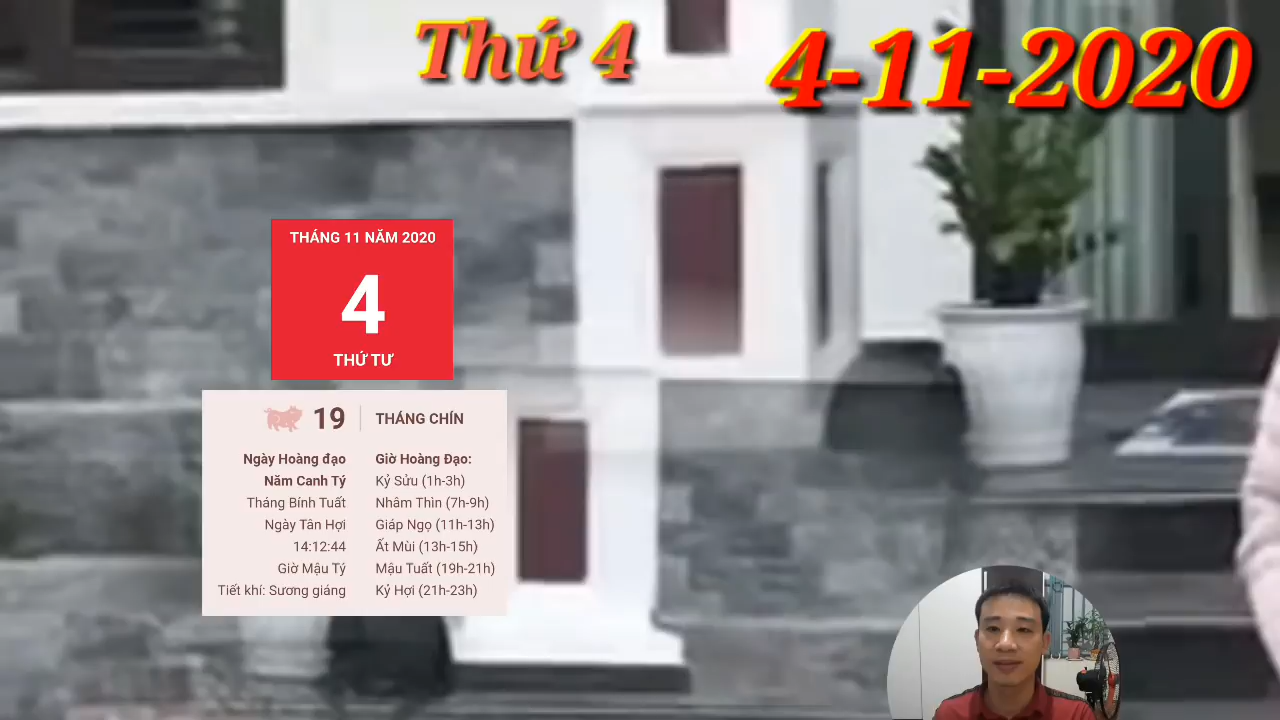 Thứ 4
4-11-2020
THÁNG 11 NĂM 2020
4
THỨ TƯ
19
THÁNG CHÍN
Ngày Hoàng đạo
Năm Canh Tý
Tháng Bính Tuất
Ngày Tân Hợi
14:12:44
Giờ Mậu Tý
Tiết khí: Sương giáng
Giờ Hoàng Đạo:
Kỷ Sửu (1h-3h)
Nhâm Thìn (7h-9h)
Giáp Ngọ (11h-13h)
Ất Mùi (13h-15h)
Mậu Tuất (19h-21h)
Kỷ Hợi (21h-23h)